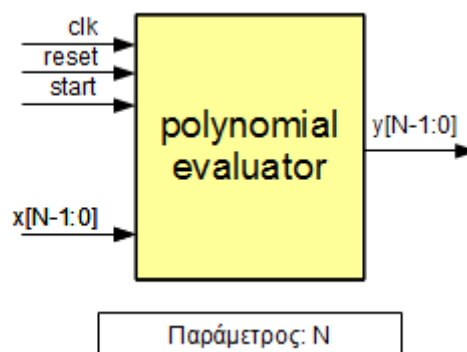 clk
reset
start
polynomial
evaluator
y[N-1:0]
x[N-1:0]
Παράμετρος: N